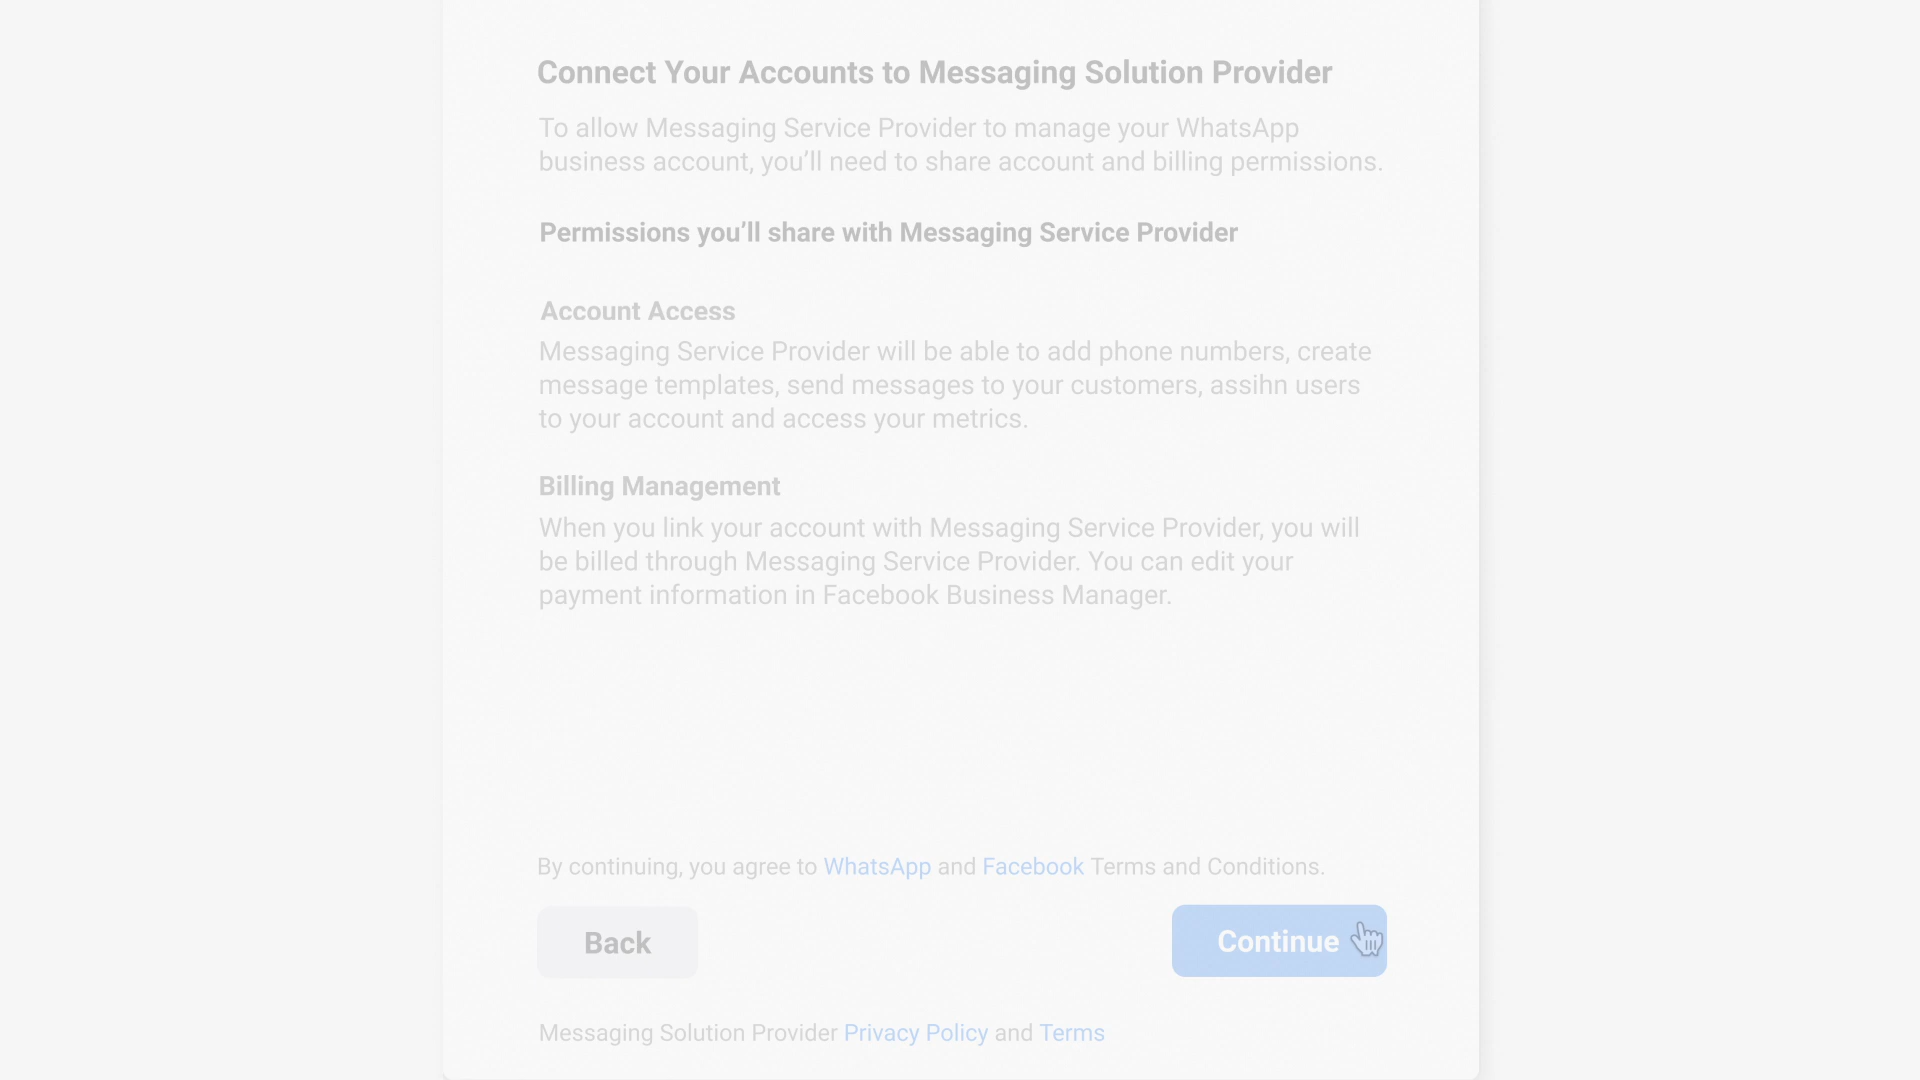 Connect Your Accounts to Messaging Solution Provider
To allow Messaging Service Provider to manage your WhatsApp
business account, you’ll need to share account and billing permissions.
Permissions you’ll share with Messaging Service Provider
Account Access
Messaging Service Provider will be able to add phone numbers, create
message templates, send messages to your customers, assihn users
to your account and access your metrics.
Billing Management
When you link your account with Messaging Service Provider, you will
be billed through Messaging Service Provider. You can edit your
payment information in Facebook Business Manager.
By continuing, you agree to WhatsApp and Facebook Terms and Conditions.
Back
Continue
Messaging Solution Provider Privacy Policy and Terms